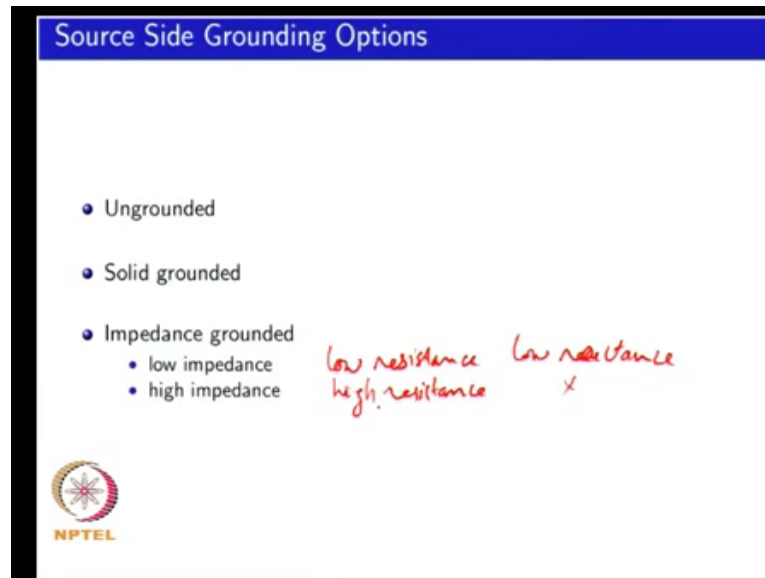 Source Side Grounding Options
Ungrounded
Solid grounded
Impedance grounded
low impedance low resistance low reactance
high impedance high resistance x
NPTEL